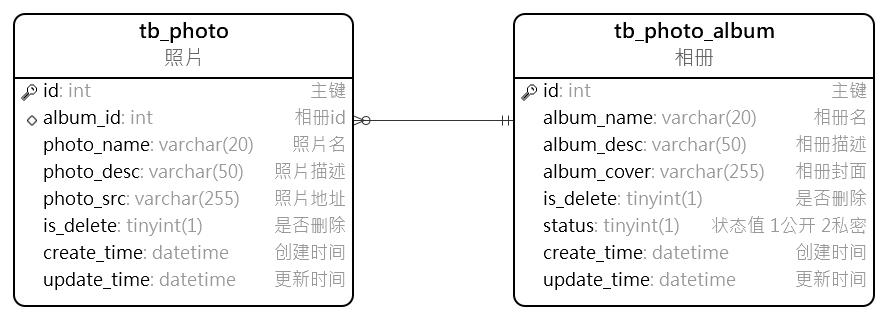 tb_photo
照片
id: int 主键
album_id: int 相册id
photo_name: varchar(20) 照片名
photo_desc: varchar(50) 照片描述
photo_src: varchar(255) 照片地址
is_delete: tinyint(1) 是否删除
create_time: datetime 创建时间
update_time: datetime 更新时间
tb_photo_album
相册
id: int 主键
album_name: varchar(20) 相册名
album_desc: varchar(50) 相册描述
album_cover: varchar(255) 相册封面
is_delete: tinyint(1) 是否删除
status: tinyint(1) 状态值 1公开 2私密
create_time: datetime 创建时间
update_time: datetime 更新时间